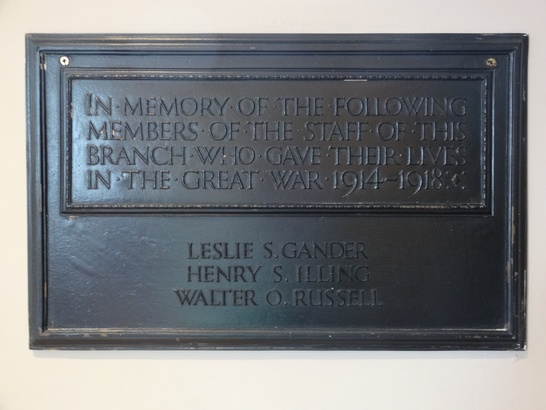 IN·MEMORY·OF·THE·FOLLOWING
MEMBERS·OF·THE·STAFF·OF·THIS
BRANCH·WHO·GAVE THEIR·LIVES
IN·THE·GREAT·WAR·1914-1918
LESLIE S. GANDER
HENRY S. ILLING
WALTER O. RUSSELL